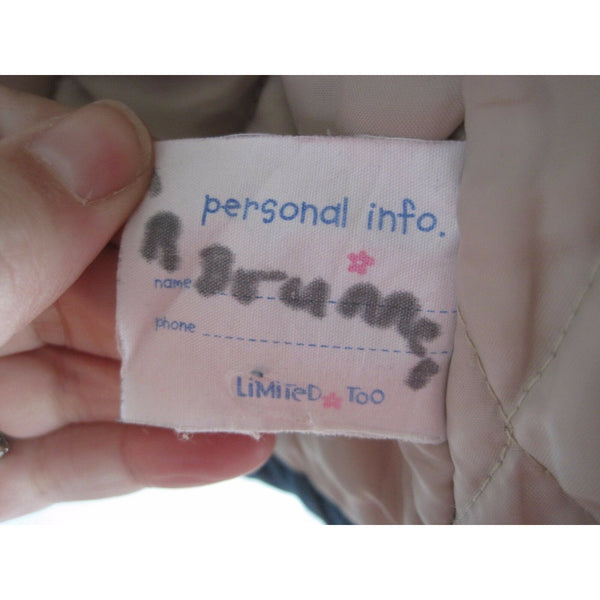 personal info.
R
name
phone
LiMiTeD TOO